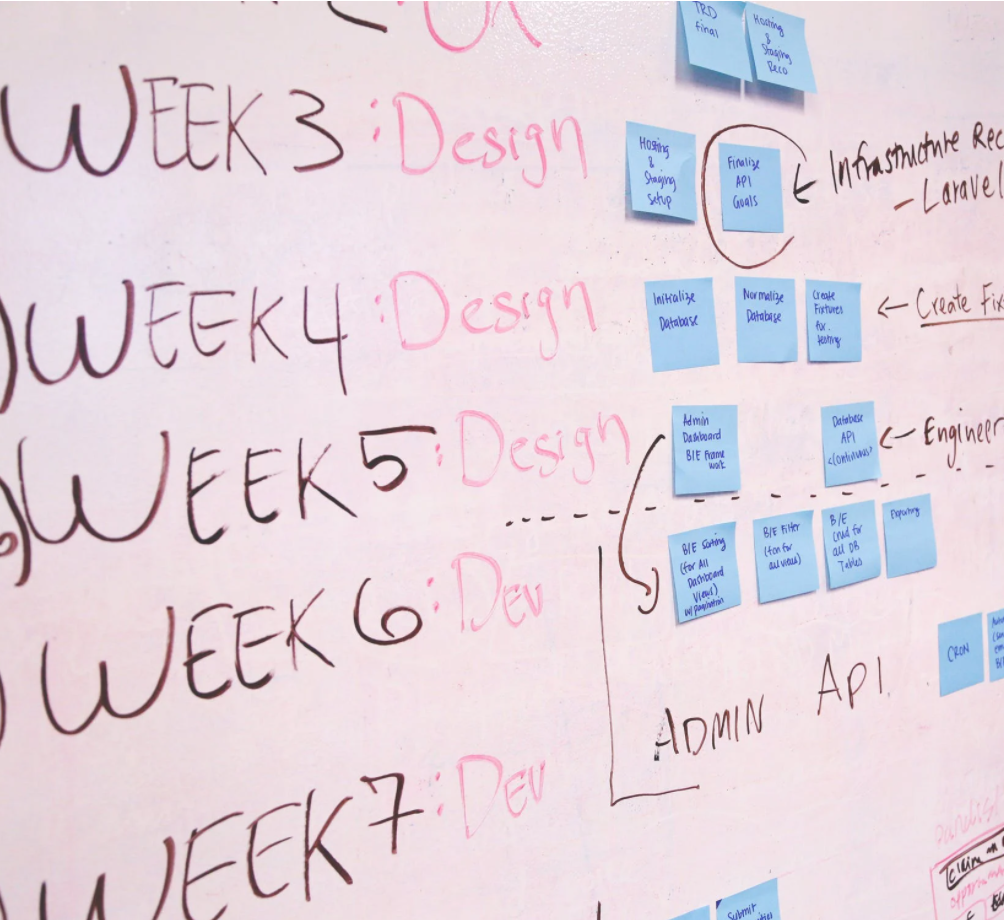 TRD
final
Hosting
&
Staging
Reco
WEEK 3 : Design
Hosting
&
Staging
Setup
Finalize
API
Goals
← Infrastructure Rec
- Laravel
WEEK 4 : Design
Initialize
Database
Normalize
Database
Create
Fixtures
for
testing
← Create Fix
WEEK 5 : Design
Admin
Dashboard
B/E Frame
work
Database
API
<continuous>
← Engineer
WEEK 6 : Dev
B/E Sorting
(for All
Dashboard
Views)
w/ pagination
B/E Filter
(for
all views)
B/E
crud for
all DB
Tables
Exporting
CRON
ADMIN API
WEEK 7 : Dev
Submit